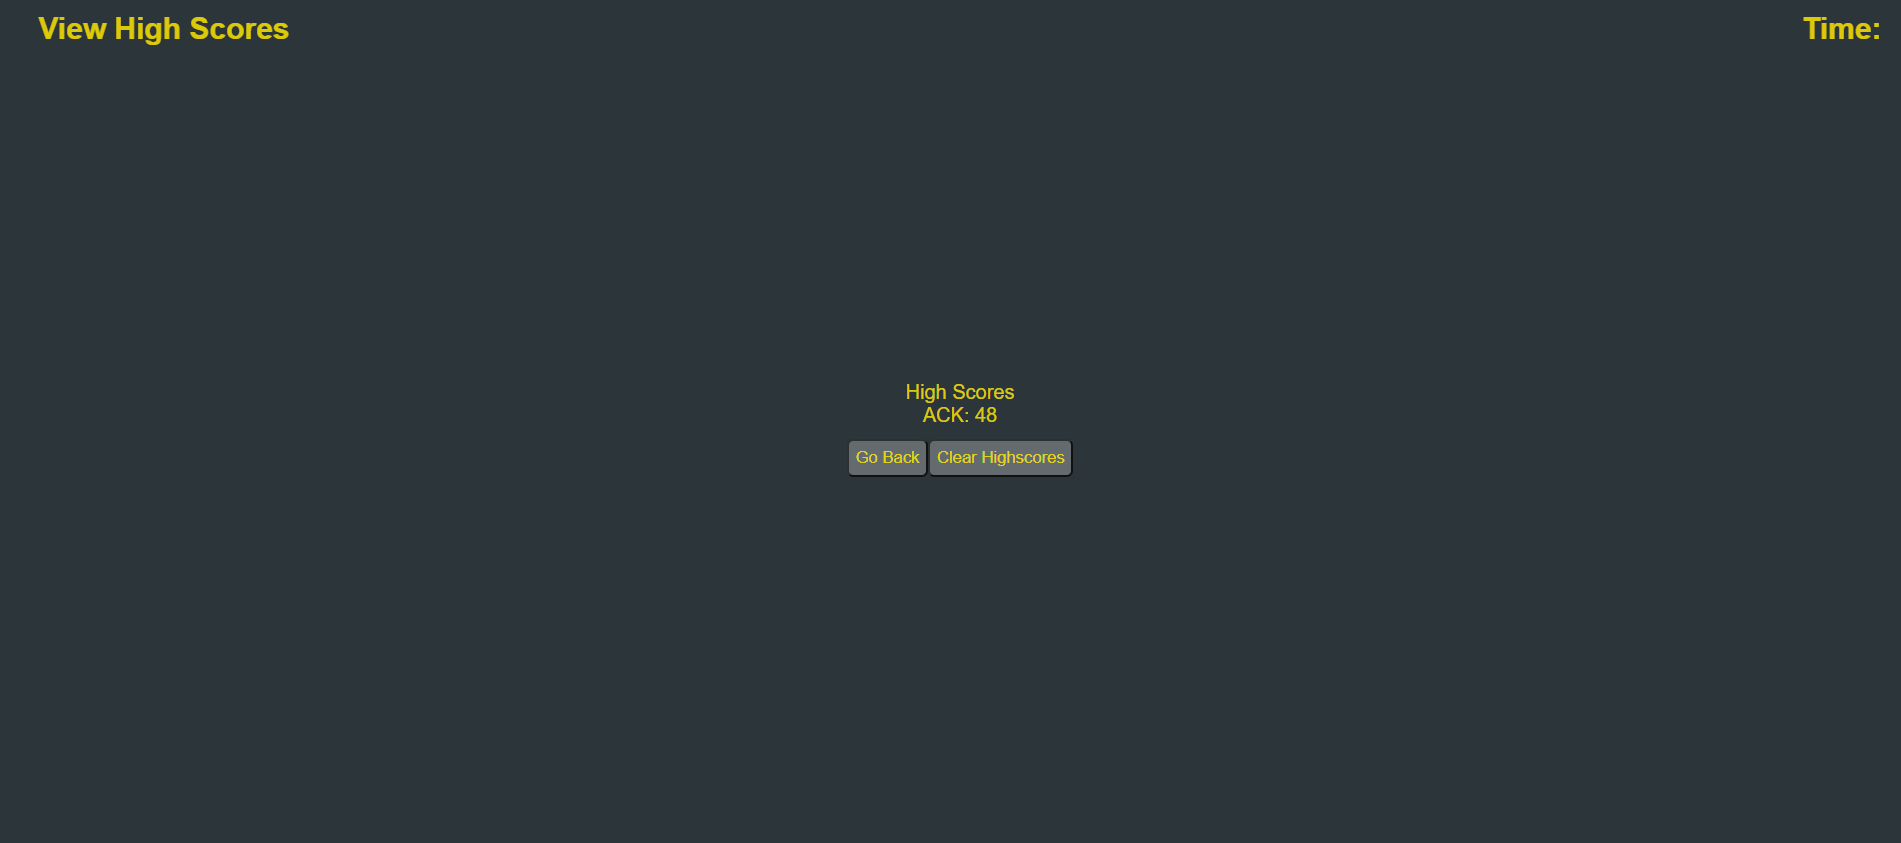 View High Scores
Time:
High Scores
ACK: 48
Go Back
Clear Highscores